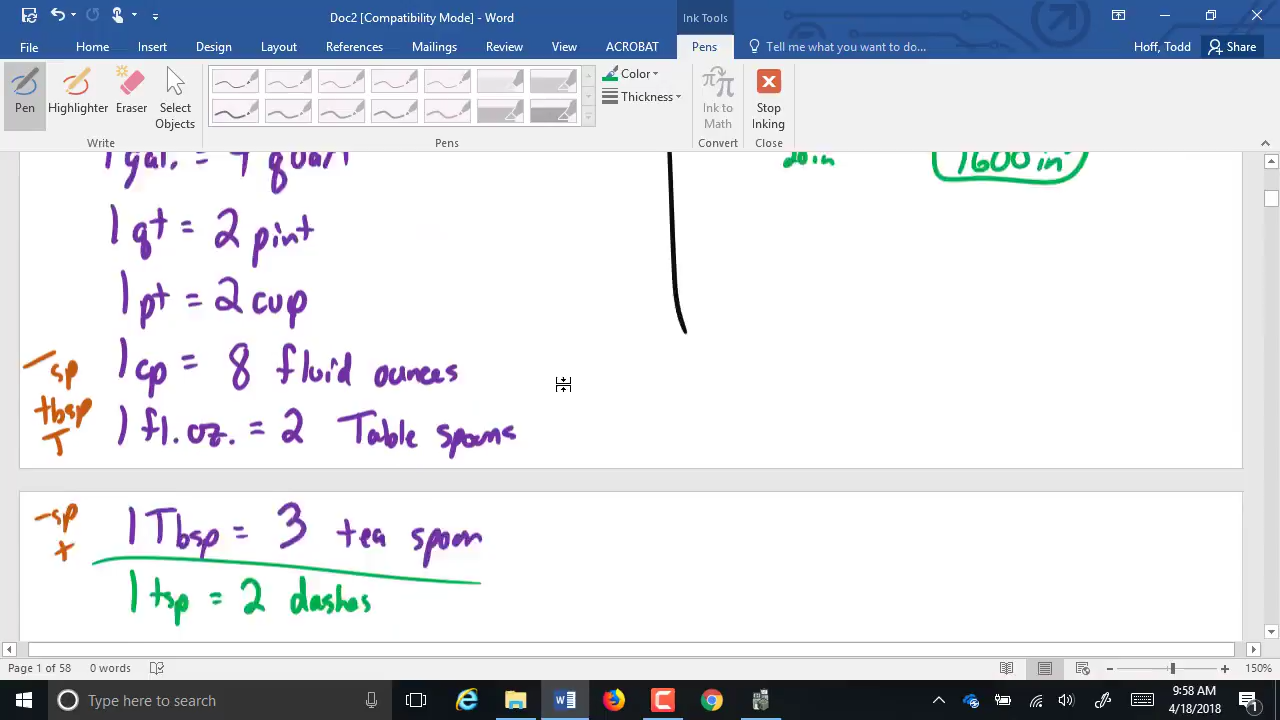 Doc2 [Compatibility Mode] - Word
Ink Tools
File
Home
Insert
Design
Layout
References
Mailings
Review
View
ACROBAT
Pens
Tell me what you want to do...
Hoff, Todd
Share
Pen
Highlighter
Eraser
Select Objects
Color
Thickness
Ink to Math
Stop Inking
Write
Pens
Convert
Close
1 gal. = 4 quart
20 in
1600 in
1 qt = 2 pint
1 pt = 2 cup
sp
1 cp = 8 fluid ounces
tbsp
T
1 fl. oz. = 2 Table spoons
sp
t
1 Tbsp = 3 tea spoon
1 tsp = 2 dashas
Page 1 of 58
0 words
150%
Type here to search
9:58 AM
4/18/2018
1